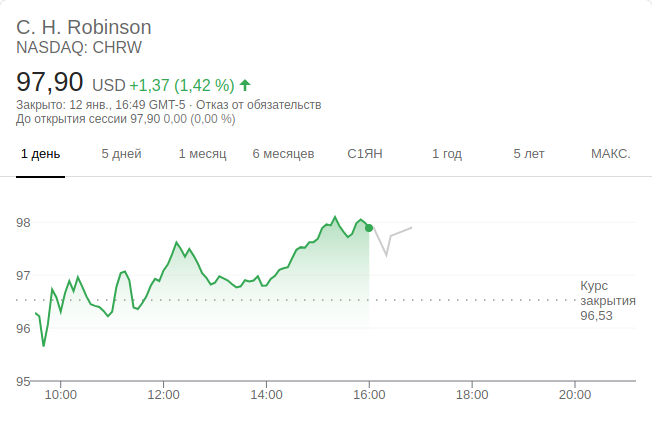 C. H. Robinson
NASDAQ: CHRW
97,90 USD +1,37 (1,42 %)
Закрыто: 12 янв., 16:49 GMT-5 · Отказ от обязательств
До открытия сессии 97,90 0,00 (0,00 %)
1 день 5 дней 1 месяц 6 месяцев С1ЯН 1 год 5 лет МАКС.
98
97
Курс
закрытия
96,53
96
95
10:00 12:00 14:00 16:00 18:00 20:00